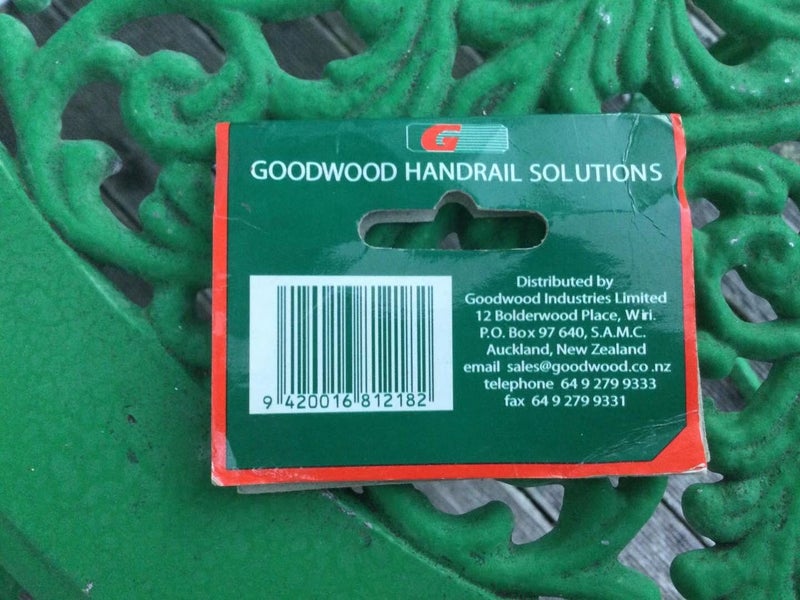 G
GOODWOOD HANDRAIL SOLUTIONS
Distributed by
Goodwood Industries Limited
12 Bolderwood Place, Wiri.
P.O. Box 97 640, S.A.M.C.
Auckland, New Zealand
email sales@goodwood.co.nz
telephone 64 9 279 9333
fax 64 9 279 9331
9 420016 812182